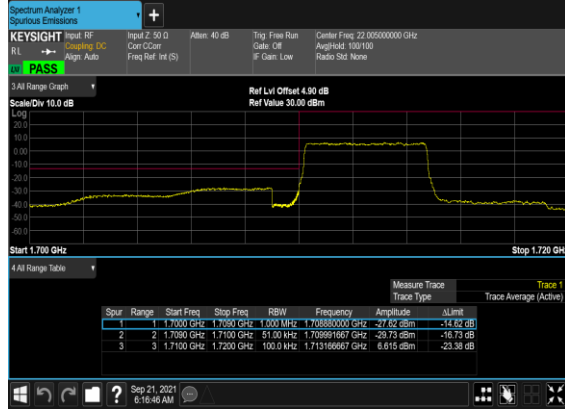 Spectrum Analyzer 1
Spurious Emissions
KEYSIGHT Input: RF Input Z: 50 Ω Atten: 40 dB Trig: Free Run Center Freq: 22.005000000 GHz
RL Coupling: DC Corr CCorr Gate: Off Avg|Hold: 100/100
Align: Auto Freq Ref: Int (S) IF Gain: Low Radio Std: None
PASS
3 All Range Graph
Ref Lvl Offset 4.90 dB
Scale/Div 10.0 dB Ref Value 30.00 dBm
Log
20.0
10.0
0.00
-10.0
-20.0
-30.0
-40.0
-50.0
-60.0
Start 1.700 GHz Stop 1.720 GH
4 All Range Table
Measure Trace Trace 1
Trace Type Trace Average (Active)
Spur Range Start Freq Stop Freq RBW Frequency Amplitude ΔLimit
1 1 1.7000 GHz 1.7090 GHz 1.000 MHz 1.708880000 GHz -27.62 dBm -14.62 dB
2 2 1.7090 GHz 1.7100 GHz 51.00 kHz 1.709991667 GHz -29.73 dBm -16.73 dB
3 3 1.7100 GHz 1.7200 GHz 100.0 kHz 1.713166667 GHz 6.615 dBm -23.38 dB
Sep 21, 2021
6:16:46 AM